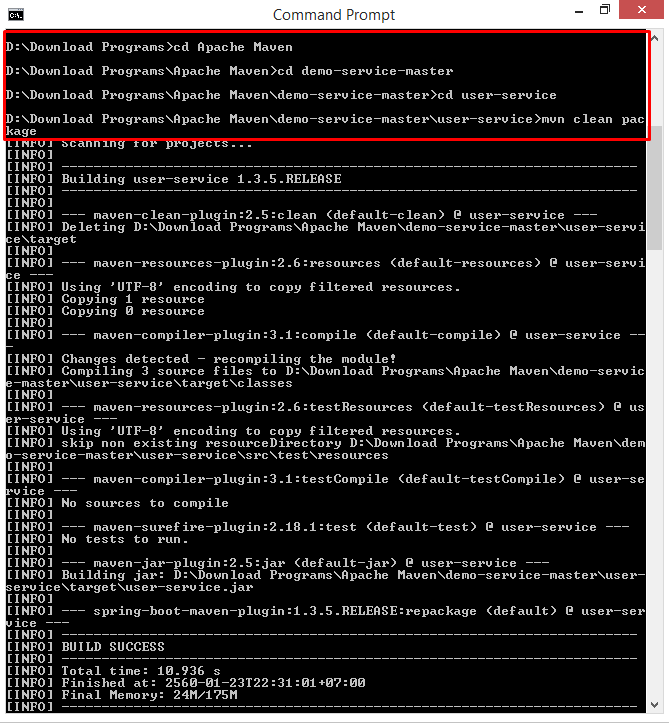 Command Prompt
D:\Download Programs>cd Apache Maven
D:\Download Programs\Apache Maven>cd demo-service-master
D:\Download Programs\Apache Maven\demo-service-master>cd user-service
D:\Download Programs\Apache Maven\demo-service-master\user-service>mvn clean pac
kage
[INFO] Scanning for projects...
[INFO]
[INFO] ------------------------------------------------------------------------
[INFO] Building user-service 1.3.5.RELEASE
[INFO] ------------------------------------------------------------------------
[INFO]
[INFO] --- maven-clean-plugin:2.5:clean (default-clean) @ user-service ---
[INFO] Deleting D:\Download Programs\Apache Maven\demo-service-master\user-servi
ce\target
[INFO]
[INFO] --- maven-resources-plugin:2.6:resources (default-resources) @ user-servi
ce ---
[INFO] Using 'UTF-8' encoding to copy filtered resources.
[INFO] Copying 1 resource
[INFO] Copying 0 resource
[INFO]
[INFO] --- maven-compiler-plugin:3.1:compile (default-compile) @ user-service --
-
[INFO] Changes detected - recompiling the module!
[INFO] Compiling 3 source files to D:\Download Programs\Apache Maven\demo-servic
e-master\user-service\target\classes
[INFO]
[INFO] --- maven-resources-plugin:2.6:testResources (default-testResources) @ us
er-service ---
[INFO] Using 'UTF-8' encoding to copy filtered resources.
[INFO] skip non existing resourceDirectory D:\Download Programs\Apache Maven\dem
o-service-master\user-service\src\test\resources
[INFO]
[INFO] --- maven-compiler-plugin:3.1:testCompile (default-testCompile) @ user-se
rvice ---
[INFO] No sources to compile
[INFO]
[INFO] --- maven-surefire-plugin:2.18.1:test (default-test) @ user-service ---
[INFO] No tests to run.
[INFO]
[INFO] --- maven-jar-plugin:2.5:jar (default-jar) @ user-service ---
[INFO] Building jar: D:\Download Programs\Apache Maven\demo-service-master\user-
service\target\user-service.jar
[INFO]
[INFO] --- spring-boot-maven-plugin:1.3.5.RELEASE:repackage (default) @ user-ser
vice ---
[INFO] ------------------------------------------------------------------------
[INFO] BUILD SUCCESS
[INFO] ------------------------------------------------------------------------
[INFO] Total time: 10.936 s
[INFO] Finished at: 2560-01-23T22:31:01+07:00
[INFO] Final Memory: 24M/175M
[INFO] ------------------------------------------------------------------------